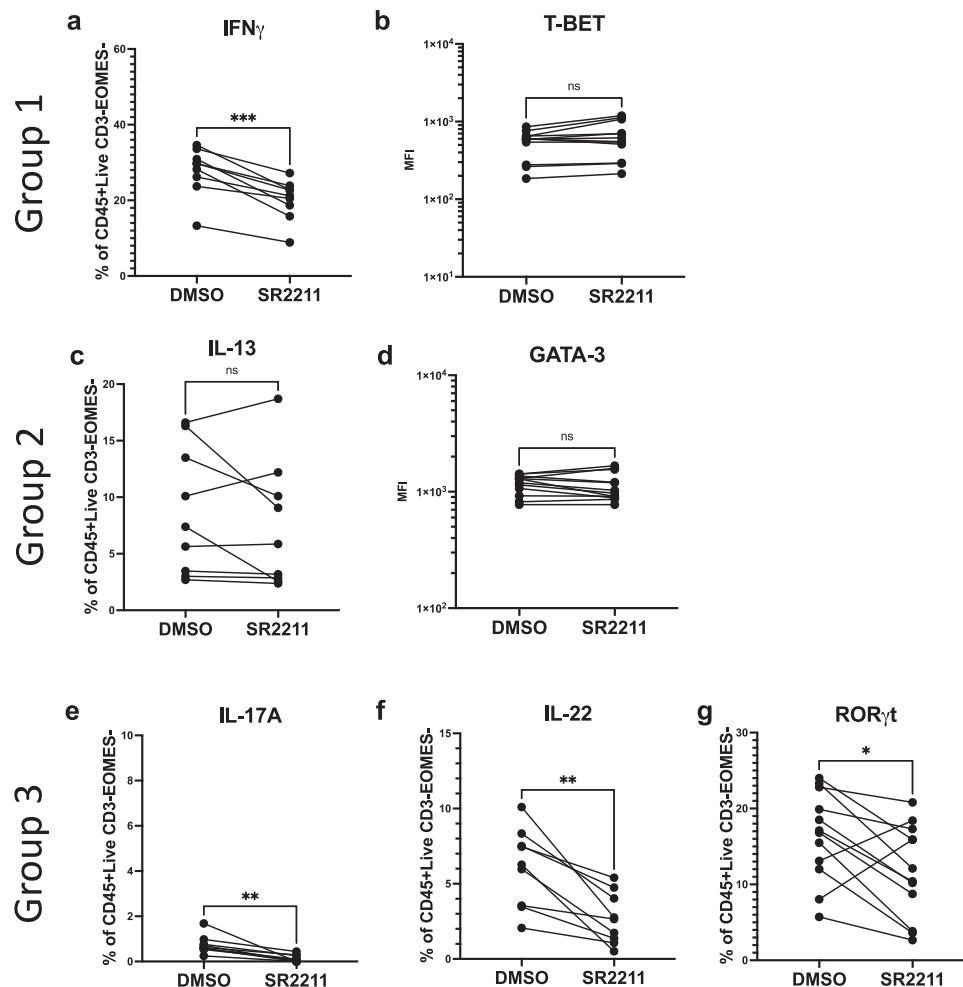 Group 1
a
IFNγ
% of CD45+Live CD3-EOMES-
60
40
20
0
***
DMSO SR2211
b
T-BET
MFI
1×10⁴
1×10³
1×10²
1×10¹
ns
DMSO SR2211
Group 2
c
IL-13
% of CD45+Live CD3-EOMES-
20
15
10
5
0
ns
DMSO SR2211
d
GATA-3
MFI
1×10⁴
1×10³
1×10²
ns
DMSO SR2211
Group 3
e
IL-17A
% of CD45+Live CD3-EOMES-
10
8
6
4
2
0
**
DMSO SR2211
f
IL-22
% of CD45+Live CD3-EOMES-
15
10
5
0
**
DMSO SR2211
g
RORγt
% of CD45+Live CD3-EOMES-
30
20
10
0
*
DMSO SR2211